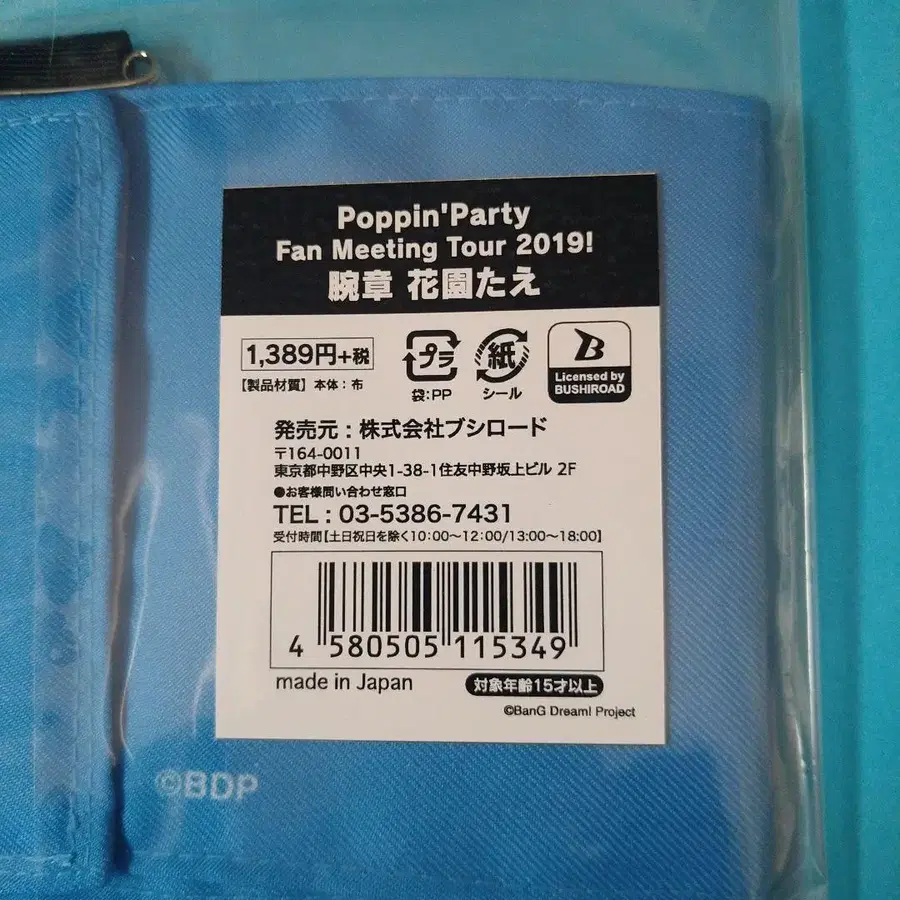 Poppin'Party
Fan Meeting Tour 2019!
腕章 花園たえ
1,389円+税
【製品材質】本体：布
プラ
袋:PP
紙
シール
B
Licensed by
BUSHIROAD
発売元：株式会社ブシロード
〒164-0011
東京都中野区中央1-38-1住友中野坂上ビル 2F
●お客様問い合わせ窓口
TEL : 03-5386-7431
受付時間【土日祝日を除く10:00〜12:00/13:00〜18:00】
4 580505 115349
made in Japan
対象年齢15才以上
©BanG Dream! Project
©BDP